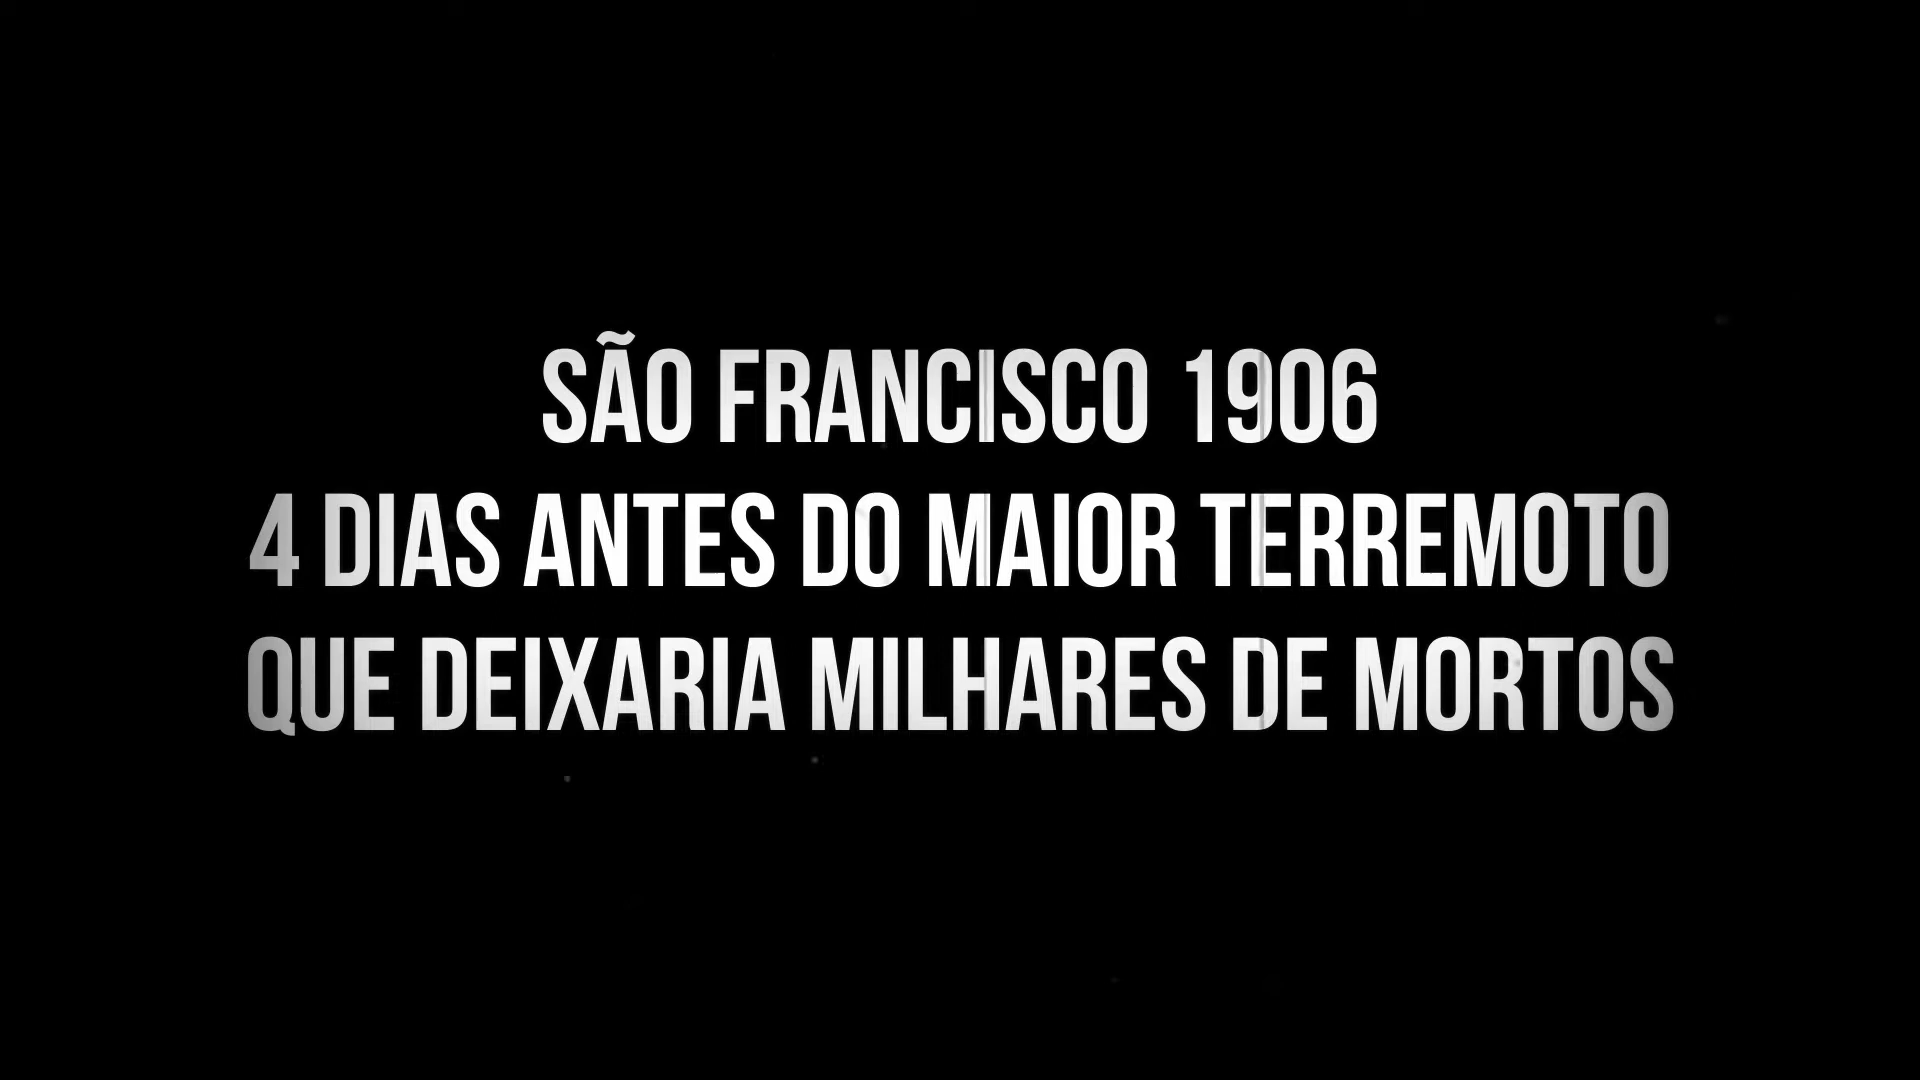 SÃO FRANCISCO 1906
4 DIAS ANTES DO MAIOR TERREMOTO
QUE DEIXARIA MILHARES DE MORTOS